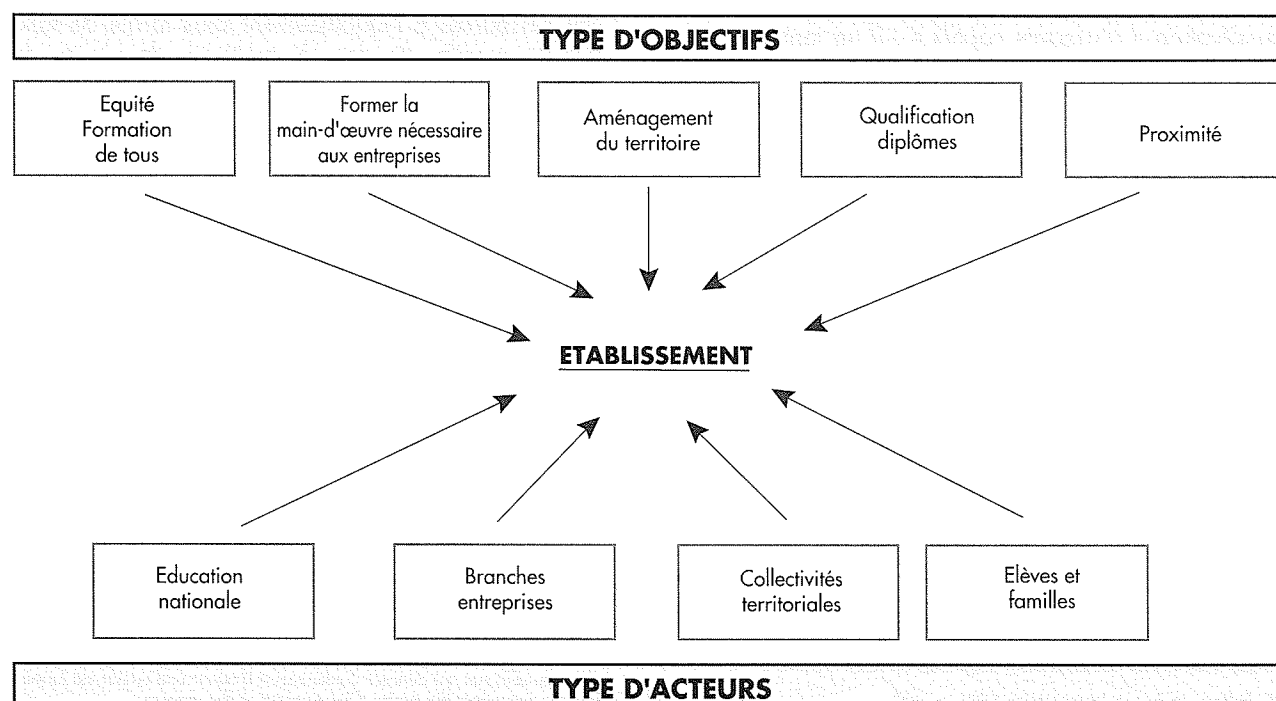 TYPE D'OBJECTIFS
Equité
Formation
de tous
Former la
main-d'œuvre nécessaire
aux entreprises
Aménagement
du territoire
Qualification
diplômes
Proximité
ETABLISSEMENT
Education
nationale
Branches
entreprises
Collectivités
territoriales
Elèves et
familles
TYPE D'ACTEURS